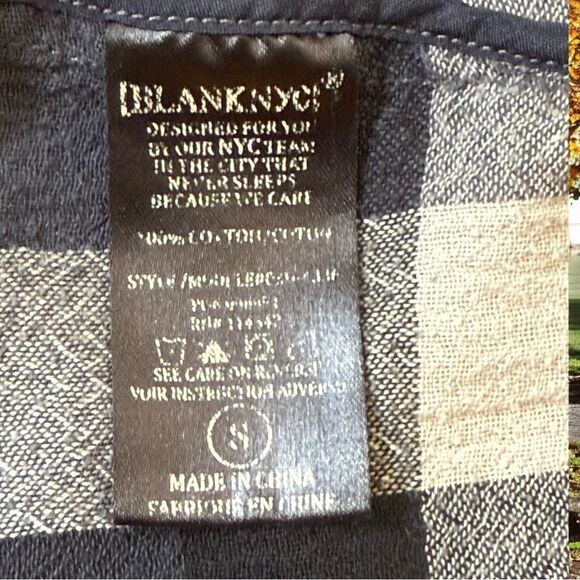 [BLANKNYC]®
DESIGNED FOR YOU
BY OUR NYC TEAM
IN THE CITY THAT
NEVER SLEEPS
BECAUSE WE CARE
100% COTTON/COTON
SEE CARE ON REVERSE
VOIR INSTRUCTION AU VERSO
S
MADE IN CHINA
FABRIQUE EN CHINE